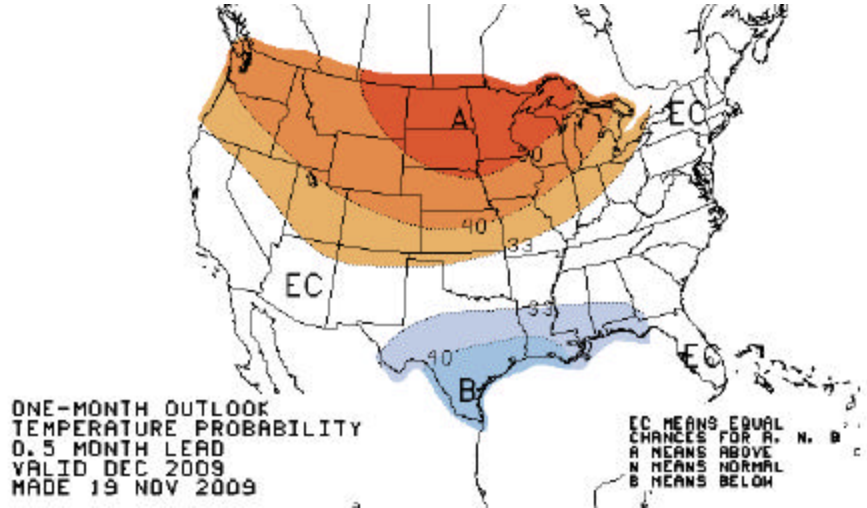 A
EC
50
40
33
EC
33
40
EC
B
ONE-MONTH OUTLOOK
TEMPERATURE PROBABILITY
0.5 MONTH LEAD
VALID DEC 2009
MADE 19 NOV 2009
EC MEANS EQUAL
CHANCES FOR A, N, B
A MEANS ABOVE
N MEANS NORMAL
B MEANS BELOW